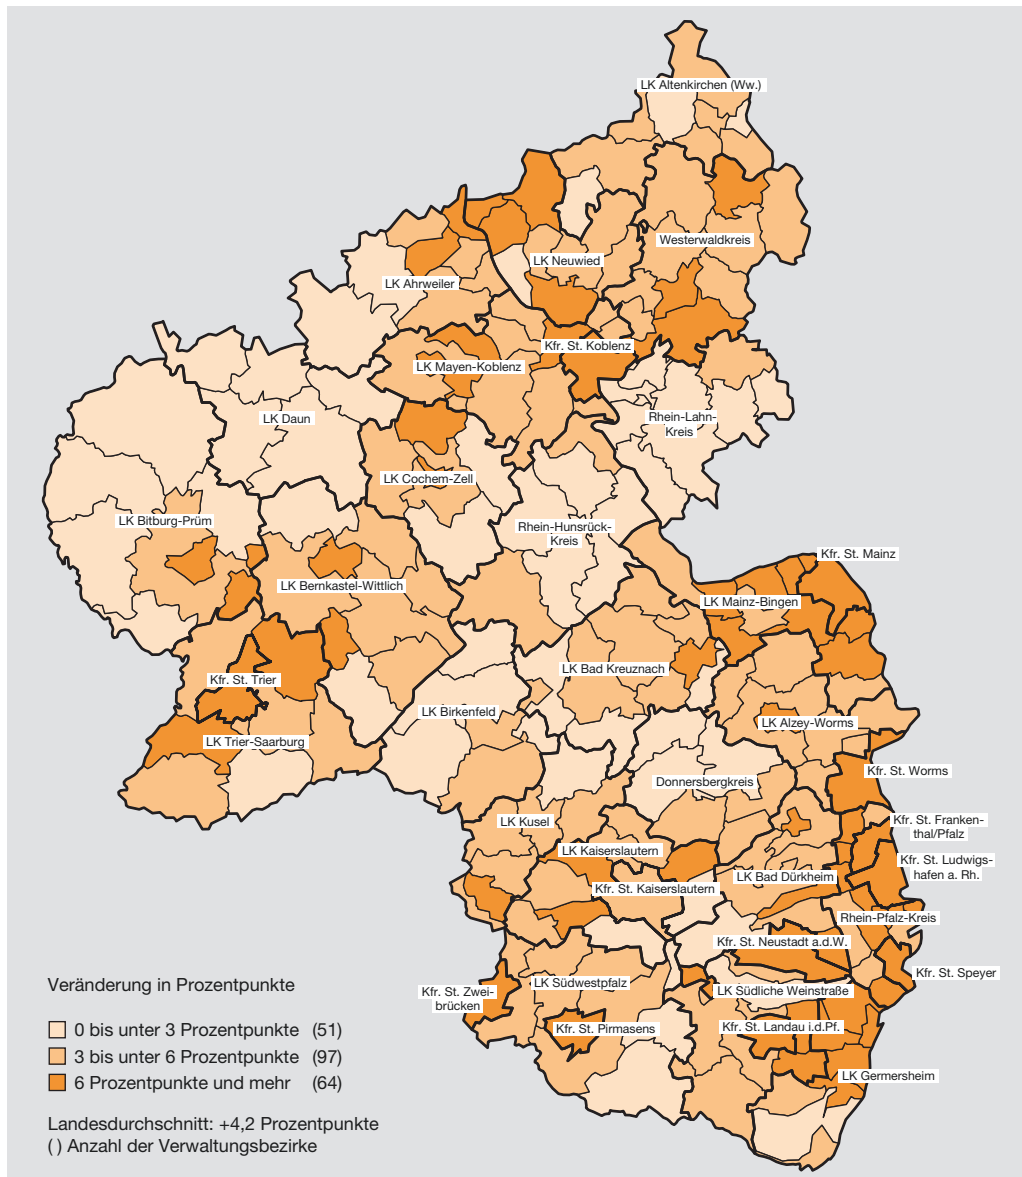 LK Altenkirchen (Ww.)
Westerwaldkreis
LK Neuwied
LK Ahrweiler
Kfr. St. Koblenz
LK Mayen-Koblenz
LK Daun
Rhein-Lahn-
Kreis
LK Cochem-Zell
LK Bitburg-Prüm
Rhein-Hunsrück-
Kreis
Kfr. St. Mainz
LK Bernkastel-Wittlich
LK Mainz-Bingen
LK Bad Kreuznach
Kfr. St. Trier
LK Birkenfeld
LK Alzey-Worms
LK Trier-Saarburg
Kfr. St. Worms
Donnersbergkreis
LK Kusel
Kfr. St. Franken-
thal/Pfalz
LK Kaiserslautern
Kfr. St. Ludwigs-
hafen a. Rh.
LK Bad Dürkheim
Kfr. St. Kaiserslautern
Rhein-Pfalz-Kreis
Kfr. St. Neustadt a.d.W.
Kfr. St. Speyer
LK Südwestpfalz
LK Südliche Weinstraße
Kfr. St. Zwei-
brücken
Kfr. St. Pirmasens
Kfr. St. Landau i.d.Pf.
LK Germersheim
Veränderung in Prozentpunkte
0 bis unter 3 Prozentpunkte (51)
3 bis unter 6 Prozentpunkte (97)
6 Prozentpunkte und mehr (64)
Landesdurchschnitt: +4,2 Prozentpunkte
( ) Anzahl der Verwaltungsbezirke